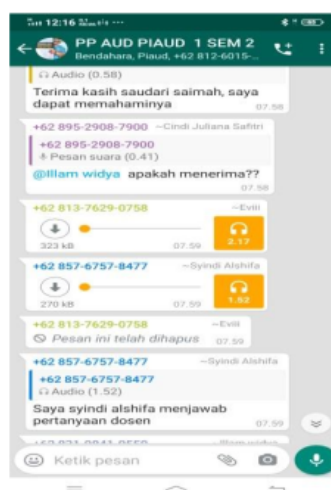 12:16
PP AUD PIAUD 1 SEM 2
Bendahara, Piaud, +62 812-6015-...
Audio (0.58)
Terima kasih saudari saimah, saya
dapat memahaminya
07.58
+62 895-2908-7900 ~Cindi Juliana Safitri
+62 895-2908-7900
Pesan suara (0.41)
@Illam widya apakah menerima??
07.58
+62 813-7629-0758 ~Eviii
323 kB 07.59 2.17
+62 857-6757-8477 ~Syindi Alshifa
270 kB 07.59 1.52
+62 813-7629-0758 ~Eviii
Pesan ini telah dihapus 07.59
+62 857-6757-8477 ~Syindi Alshifa
+62 857-6757-8477
Audio (1.52)
Saya syindi alshifa menjawab
pertanyaan dosen
07.59
Ketik pesan